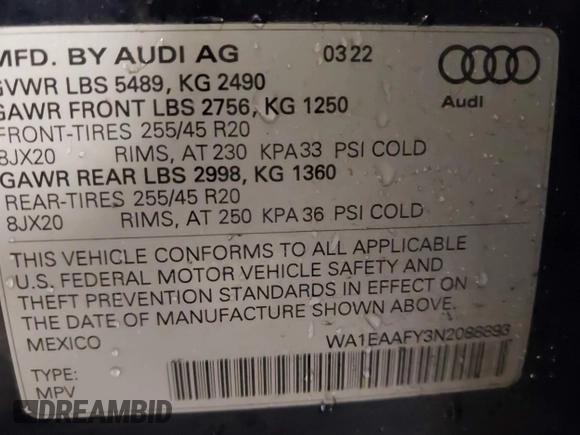 MFD. BY AUDI AG 03 22
GVWR LBS 5489, KG 2490
GAWR FRONT LBS 2756, KG 1250
FRONT-TIRES 255/45 R20
8JX20 RIMS, AT 230 KPA 33 PSI COLD
GAWR REAR LBS 2998, KG 1360
REAR-TIRES 255/45 R20
8JX20 RIMS, AT 250 KPA 36 PSI COLD
Audi
THIS VEHICLE CONFORMS TO ALL APPLICABLE
U.S. FEDERAL MOTOR VEHICLE SAFETY AND
THEFT PREVENTION STANDARDS IN EFFECT ON
THE DATE OF MANUFACTURE SHOWN ABOVE.
MEXICO
WA1EAAFY3N2086893
TYPE:
MPV
DREAMBID